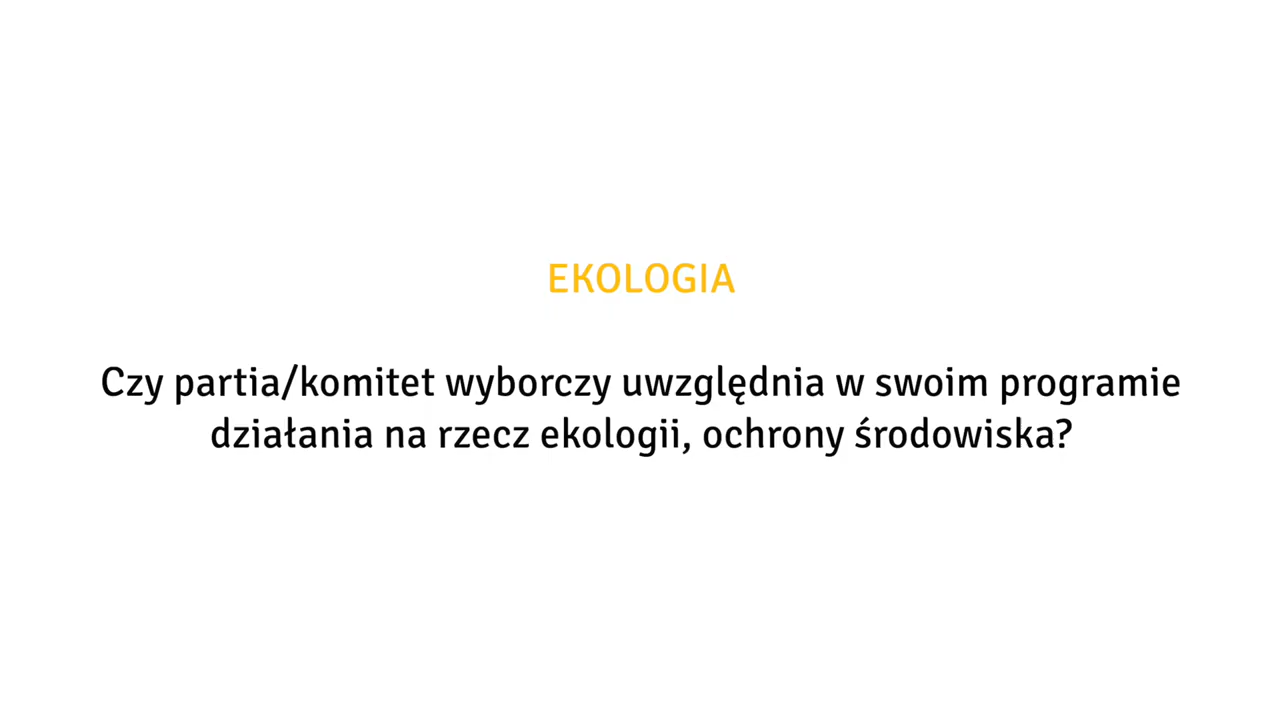 EKOLOGIA
Czy partia/komitet wyborczy uwzględnia w swoim programie
działania na rzecz ekologii, ochrony środowiska?